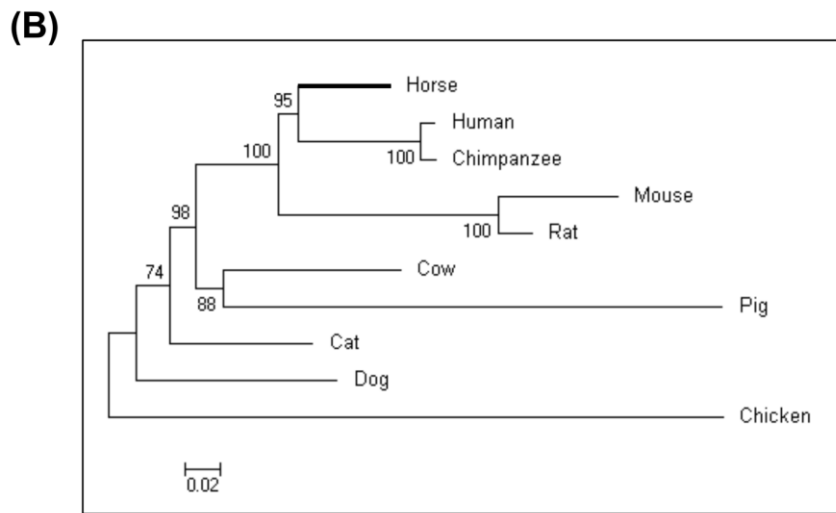 (B)
Horse
95
Human
100
100
Chimpanzee
Mouse
98
100
Rat
Cow
74
88
Pig
Cat
Dog
Chicken
0.02